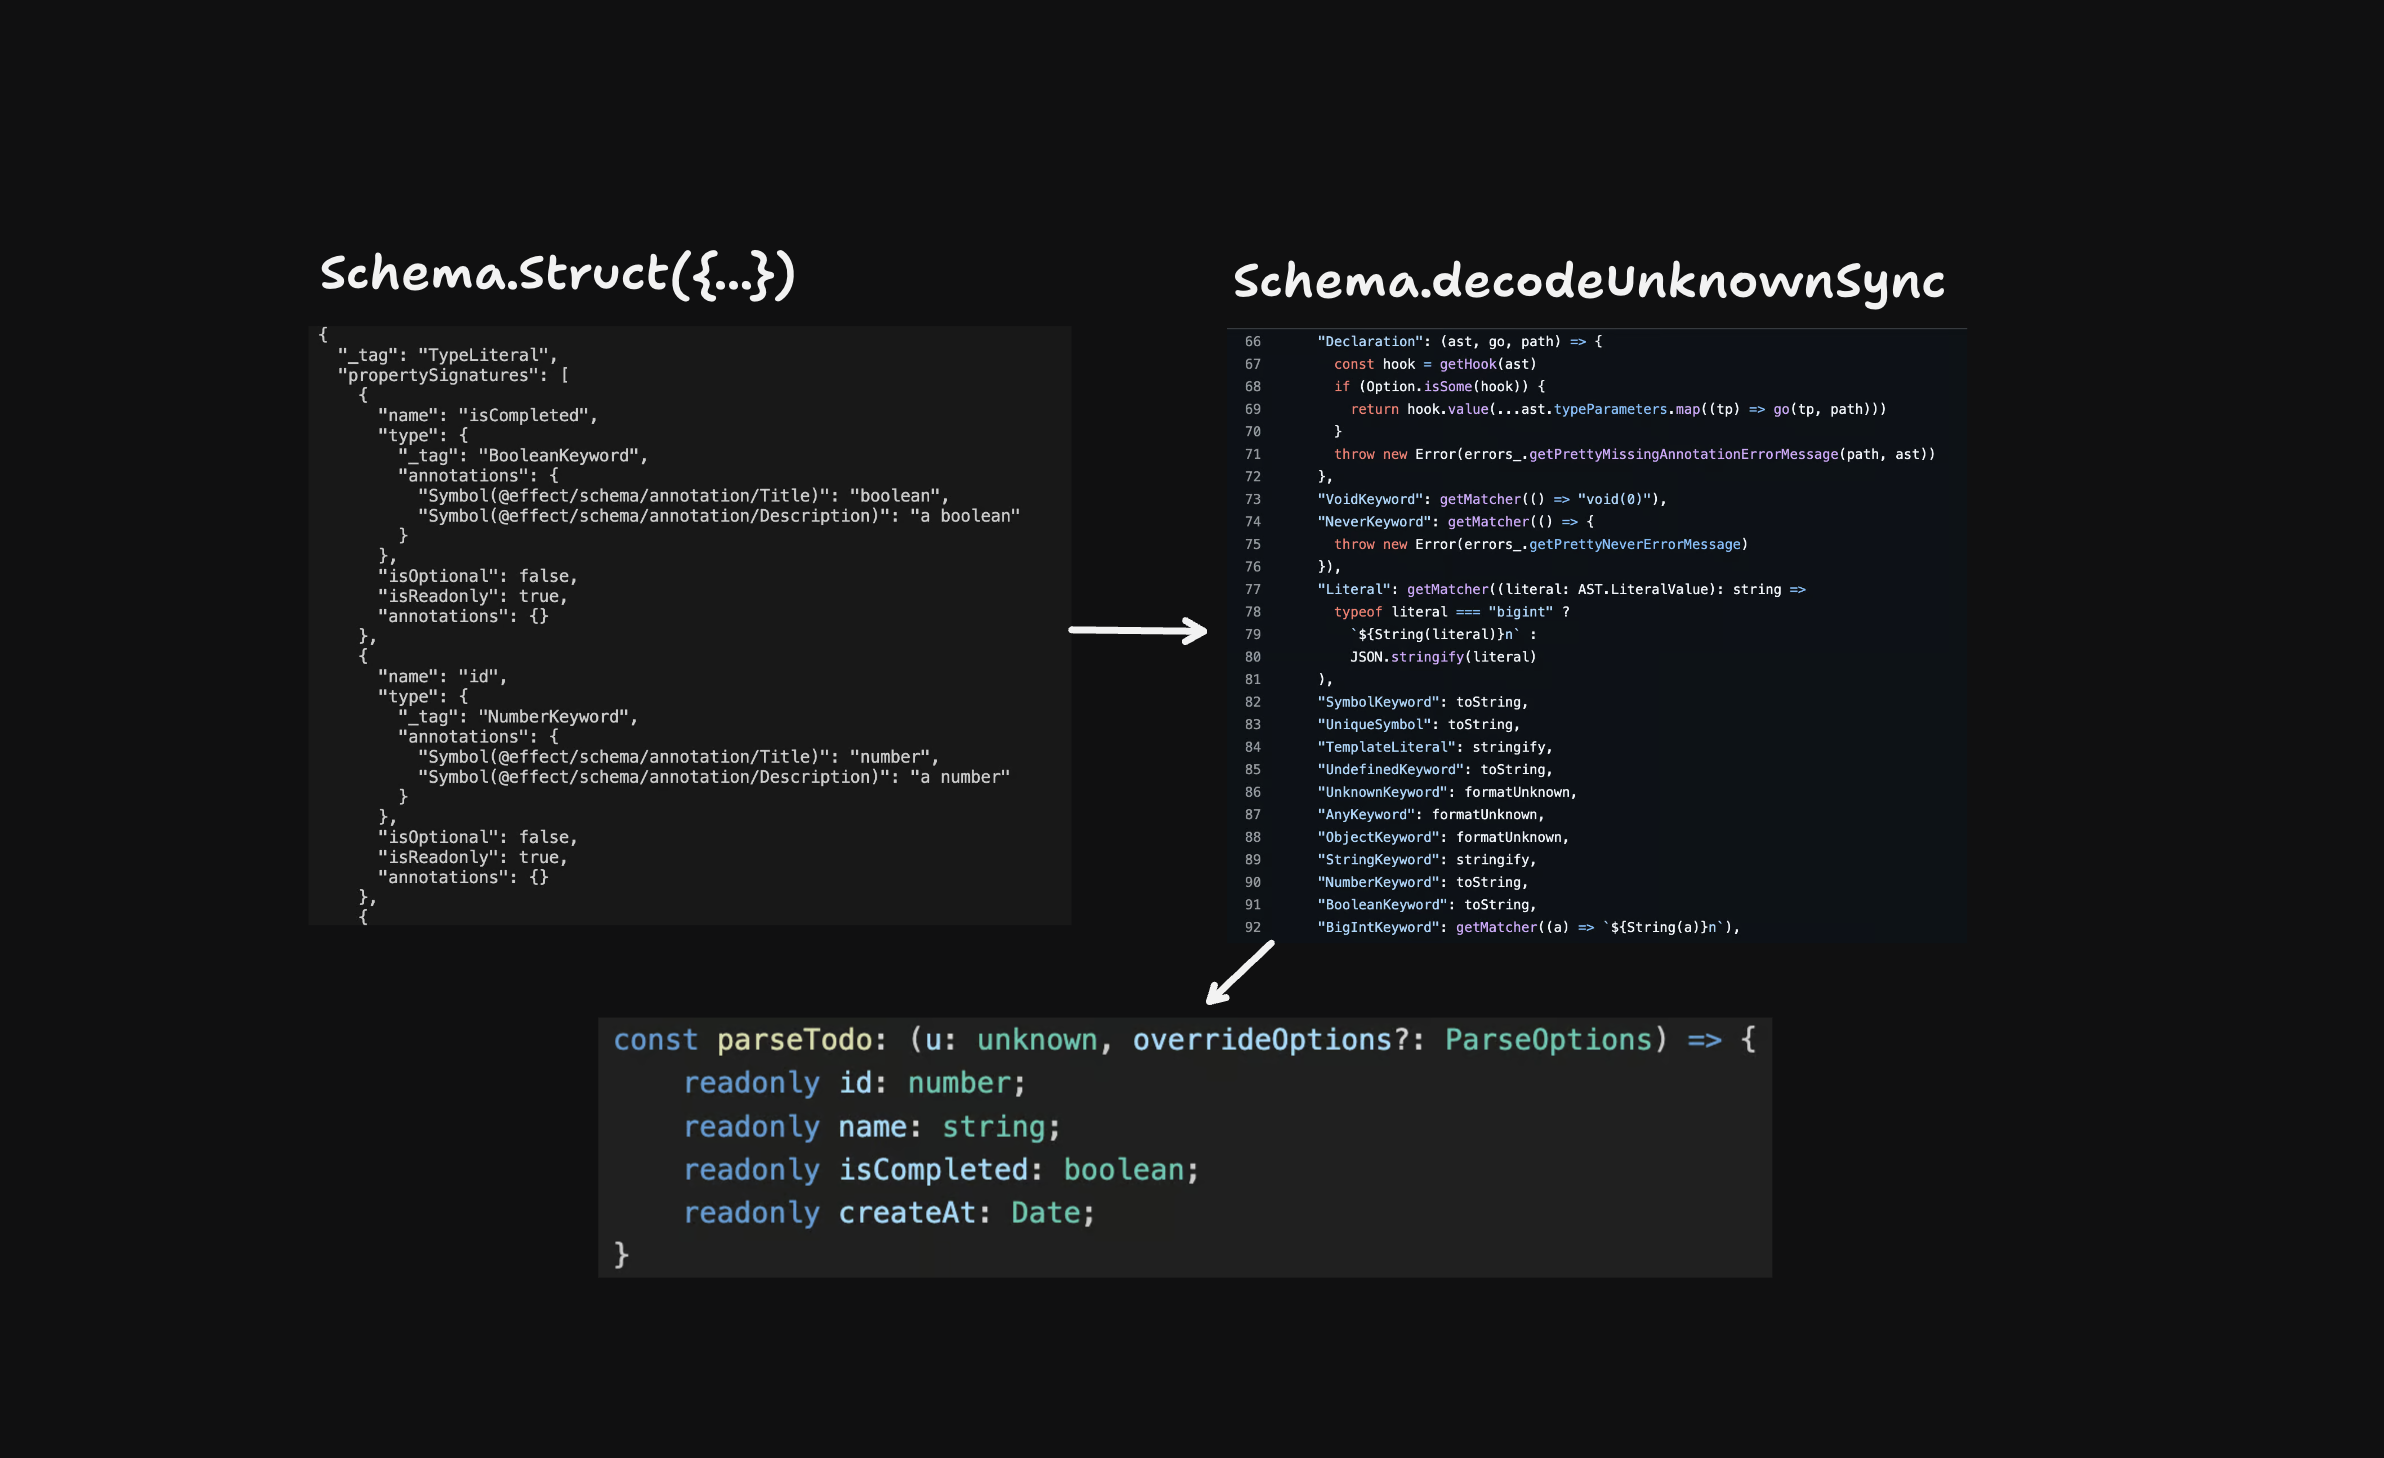 Schema.Struct({...})
{
  "_tag": "TypeLiteral",
  "propertySignatures": [
    {
      "name": "isCompleted",
      "type": {
        "_tag": "BooleanKeyword",
        "annotations": {
          "Symbol(@effect/schema/annotation/Title)": "boolean",
          "Symbol(@effect/schema/annotation/Description)": "a boolean"
        }
      },
      "isOptional": false,
      "isReadonly": true,
      "annotations": {}
    },
    {
      "name": "id",
      "type": {
        "_tag": "NumberKeyword",
        "annotations": {
          "Symbol(@effect/schema/annotation/Title)": "number",
          "Symbol(@effect/schema/annotation/Description)": "a number"
        }
      },
      "isOptional": false,
      "isReadonly": true,
      "annotations": {}
    },
    {
Schema.decodeUnknownSync
66 "Declaration": (ast, go, path) => {
67   const hook = getHook(ast)
68   if (Option.isSome(hook)) {
69     return hook.value(...ast.typeParameters.map((tp) => go(tp, path)))
70   }
71   throw new Error(errors_.getPrettyMissingAnnotationErrorMessage(path, ast))
72 },
73 "VoidKeyword": getMatcher(() => "void(0)"),
74 "NeverKeyword": getMatcher(() => {
75   throw new Error(errors_.getPrettyNeverErrorMessage)
76 }),
77 "Literal": getMatcher((literal: AST.LiteralValue): string =>
78   typeof literal === "bigint" ?
79     `${String(literal)}n` :
80     JSON.stringify(literal)
81 ),
82 "SymbolKeyword": toString,
83 "UniqueSymbol": toString,
84 "TemplateLiteral": stringify,
85 "UndefinedKeyword": toString,
86 "UnknownKeyword": formatUnknown,
87 "AnyKeyword": formatUnknown,
88 "ObjectKeyword": formatUnknown,
89 "StringKeyword": stringify,
90 "NumberKeyword": toString,
91 "BooleanKeyword": toString,
92 "BigIntKeyword": getMatcher((a) => `${String(a)}n`),
const parseTodo: (u: unknown, overrideOptions?: ParseOptions) => {
    readonly id: number;
    readonly name: string;
    readonly isCompleted: boolean;
    readonly createAt: Date;
}